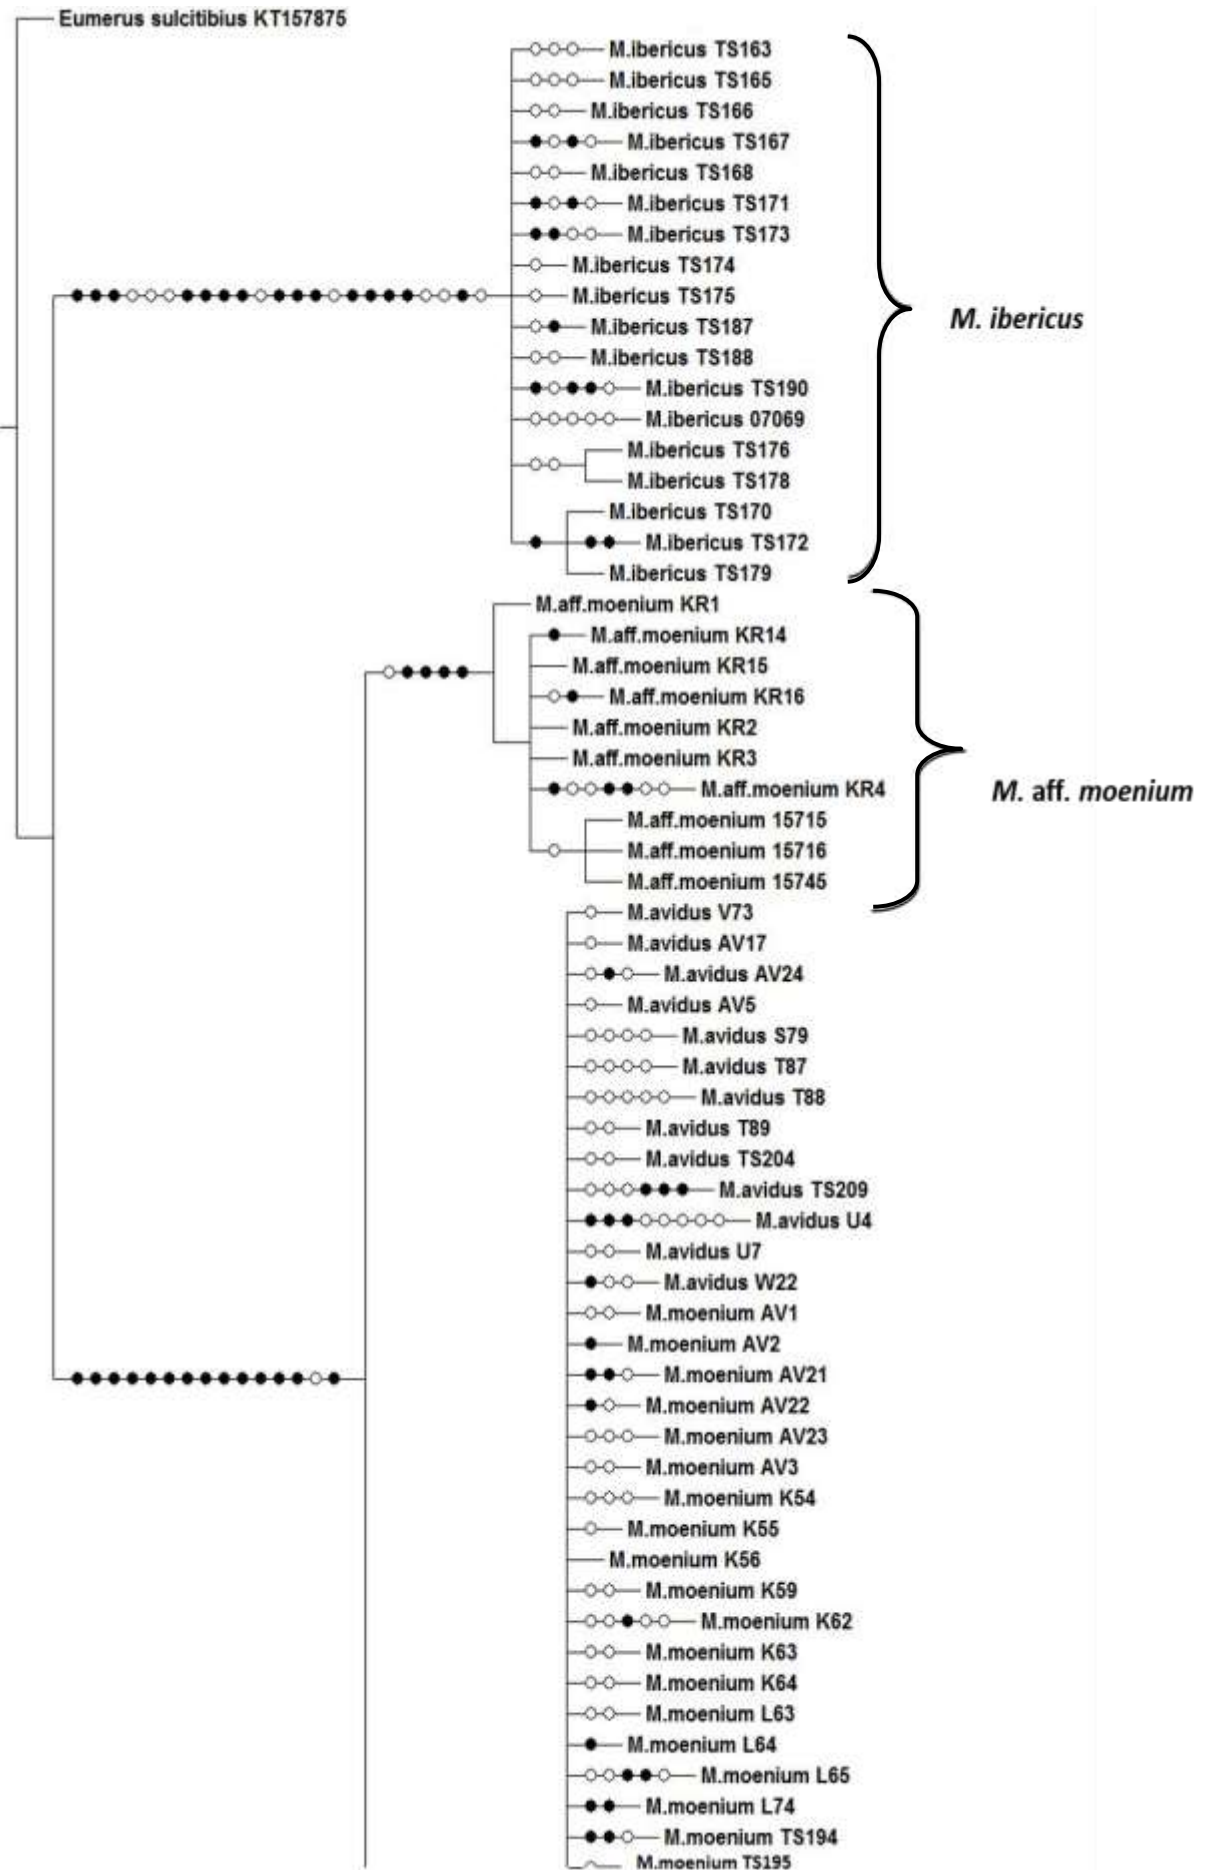 Eumerus sulcitibius KT157875
M.ibericus TS163
M.ibericus TS165
M.ibericus TS166
M.ibericus TS167
M.ibericus TS168
M.ibericus TS171
M.ibericus TS173
M.ibericus TS174
M.ibericus TS175
M.ibericus TS187
M. ibericus
M.ibericus TS188
M.ibericus TS190
M.ibericus 07069
M.ibericus TS176
M.ibericus TS178
M.ibericus TS170
M.ibericus TS172
M.ibericus TS179
M.aff.moenium KR1
M.aff.moenium KR14
M.aff.moenium KR15
M.aff.moenium KR16
M.aff.moenium KR2
M.aff.moenium KR3
M.aff.moenium KR4
M. aff. moenium
M.aff.moenium 15715
M.aff.moenium 15716
M.aff.moenium 15745
M.avidus V73
M.avidus AV17
M.avidus AV24
M.avidus AV5
M.avidus S79
M.avidus T87
M.avidus T88
M.avidus T89
M.avidus TS204
M.avidus TS209
M.avidus U4
M.avidus U7
M.avidus W22
M.moenium AV1
M.moenium AV2
M.moenium AV21
M.moenium AV22
M.moenium AV23
M.moenium AV3
M.moenium K54
M.moenium K55
M.moenium K56
M.moenium K59
M.moenium K62
M.moenium K63
M.moenium K64
M.moenium L63
M.moenium L64
M.moenium L65
M.moenium L74
M.moenium TS194
M.moenium TS195